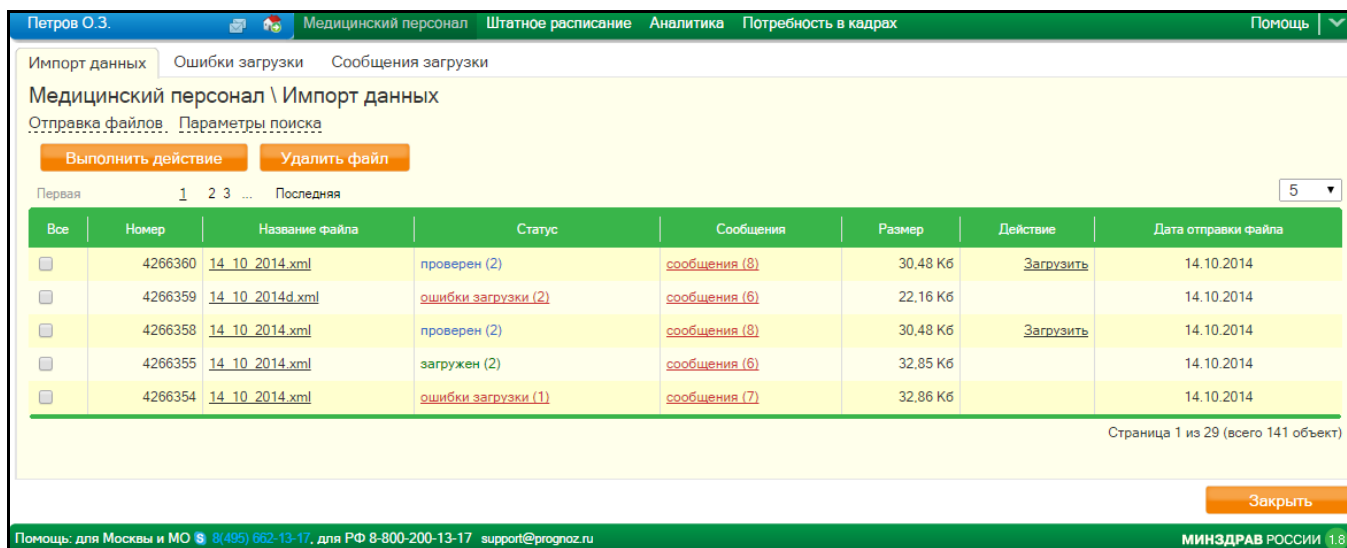 Петров О.З. Медицинский персонал Штатное расписание Аналитика Потребность в кадрах Помощь
Импорт данных Ошибки загрузки Сообщения загрузки
Медицинский персонал \ Импорт данных
Отправка файлов Параметры поиска
Выполнить действие Удалить файл
Первая 1 2 3 ... Последняя 5
Все Номер Название файла Статус Сообщения Размер Действие Дата отправки файла
4266360 14_10_2014.xml проверен (2) сообщения (8) 30,48 Кб Загрузить 14.10.2014
4266359 14_10_2014d.xml ошибки загрузки (2) сообщения (6) 22,16 Кб 14.10.2014
4266358 14_10_2014.xml проверен (2) сообщения (8) 30,48 Кб Загрузить 14.10.2014
4266355 14_10_2014.xml загружен (2) сообщения (6) 32,85 Кб 14.10.2014
4266354 14_10_2014.xml ошибки загрузки (1) сообщения (7) 32,86 Кб 14.10.2014
Страница 1 из 29 (всего 141 объект)
Закрыть
Помощь: для Москвы и МО S 8(495) 662-13-17, для РФ 8-800-200-13-17 support@prognoz.ru МИНЗДРАВ РОССИИ 1.8